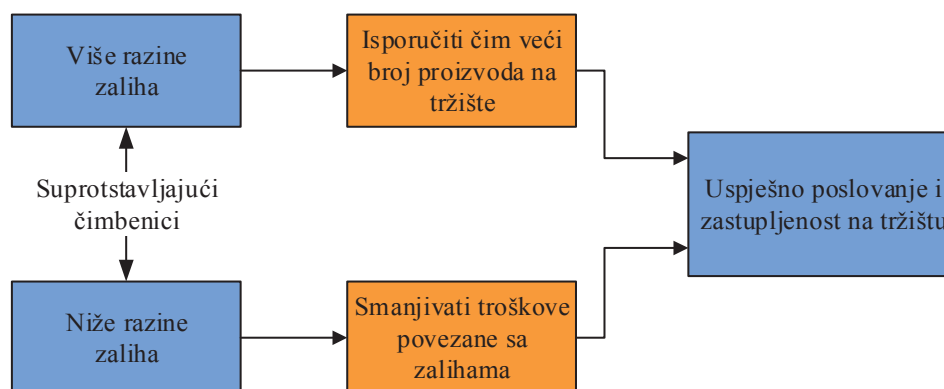 Više razine
zaliha
Isporučiti čim veći
broj proizvoda na
tržište
Suprotstavljajući
čimbenici
Uspješno poslovanje i
zastupljenost na tržištu
Niže razine
zaliha
Smanjivati troškove
povezane sa
zalihama